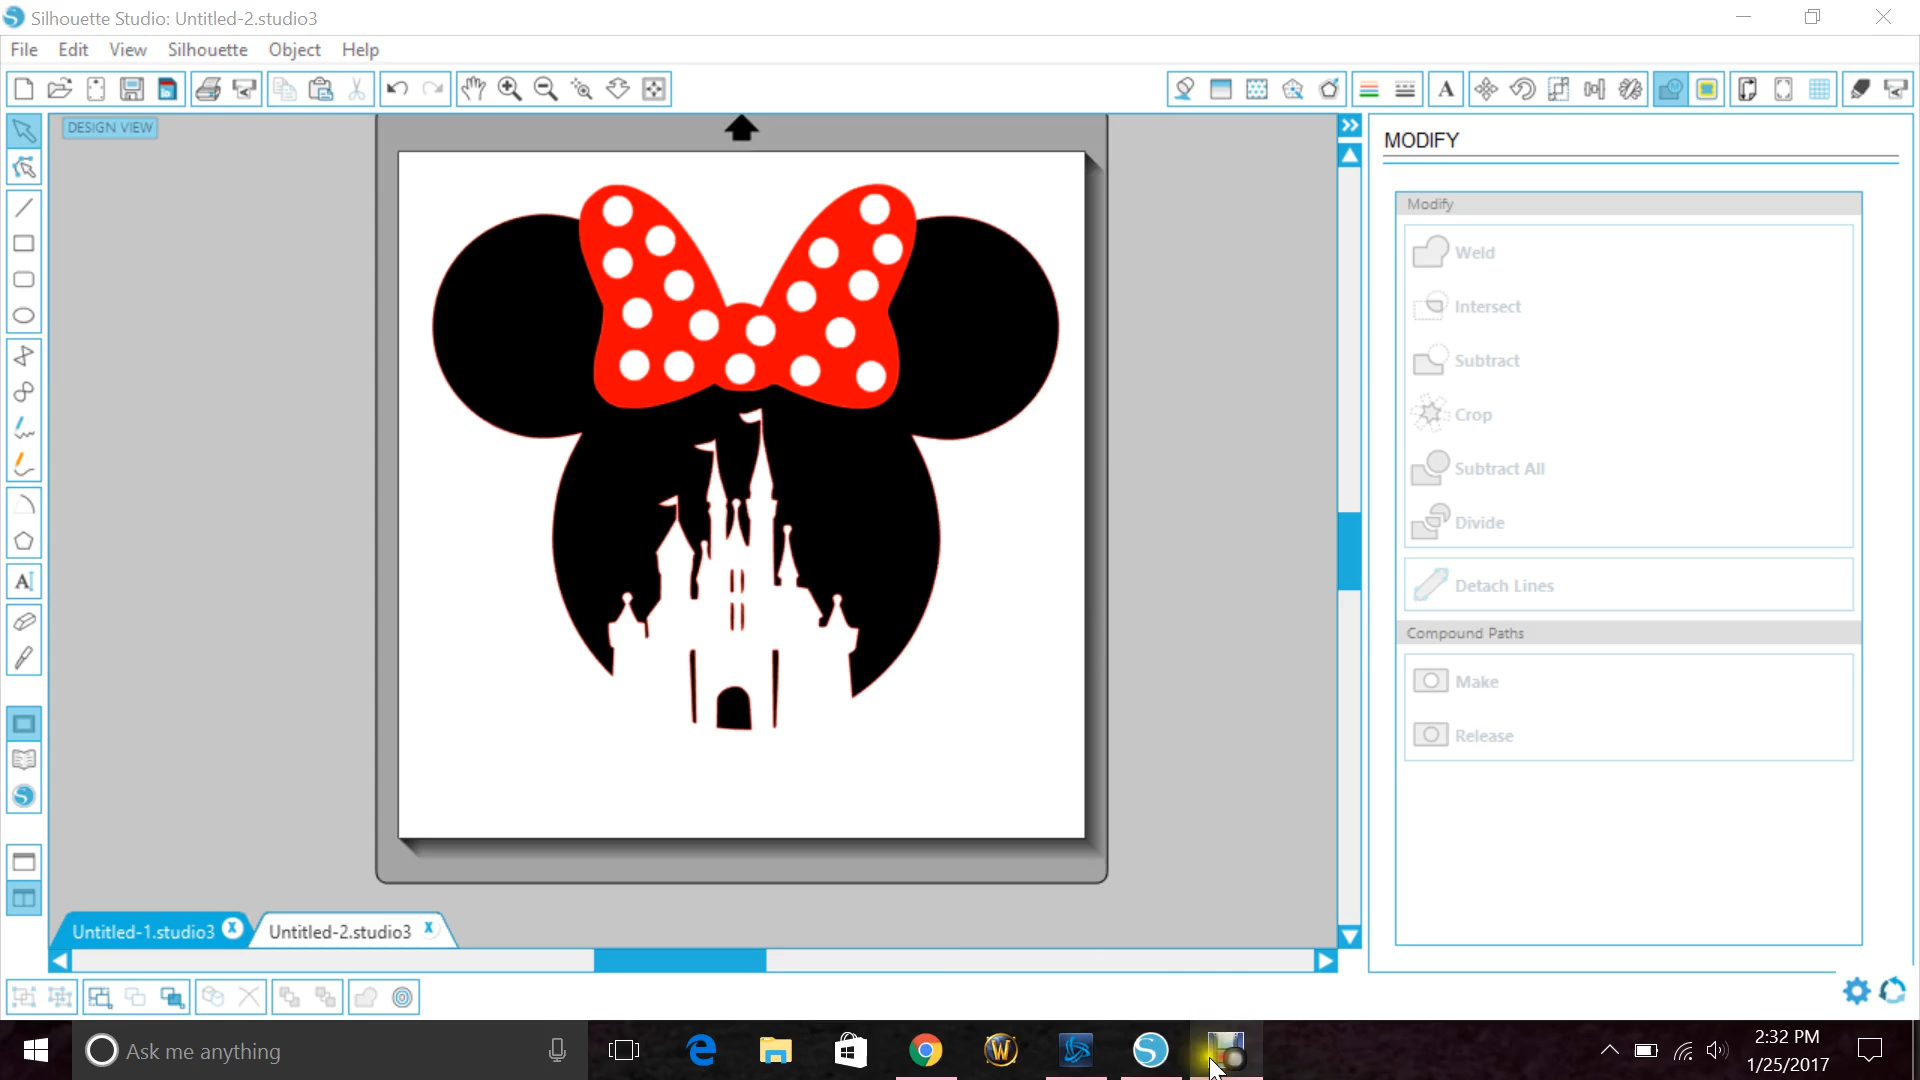 Silhouette Studio: Untitled-2.studio3
File Edit View Silhouette Object Help
DESIGN VIEW
MODIFY
Modify
Weld
Intersect
Subtract
Crop
Subtract All
Divide
Detach Lines
Compound Paths
Make
Release
Untitled-1.studio3 Untitled-2.studio3
Ask me anything
2:32 PM
1/25/2017